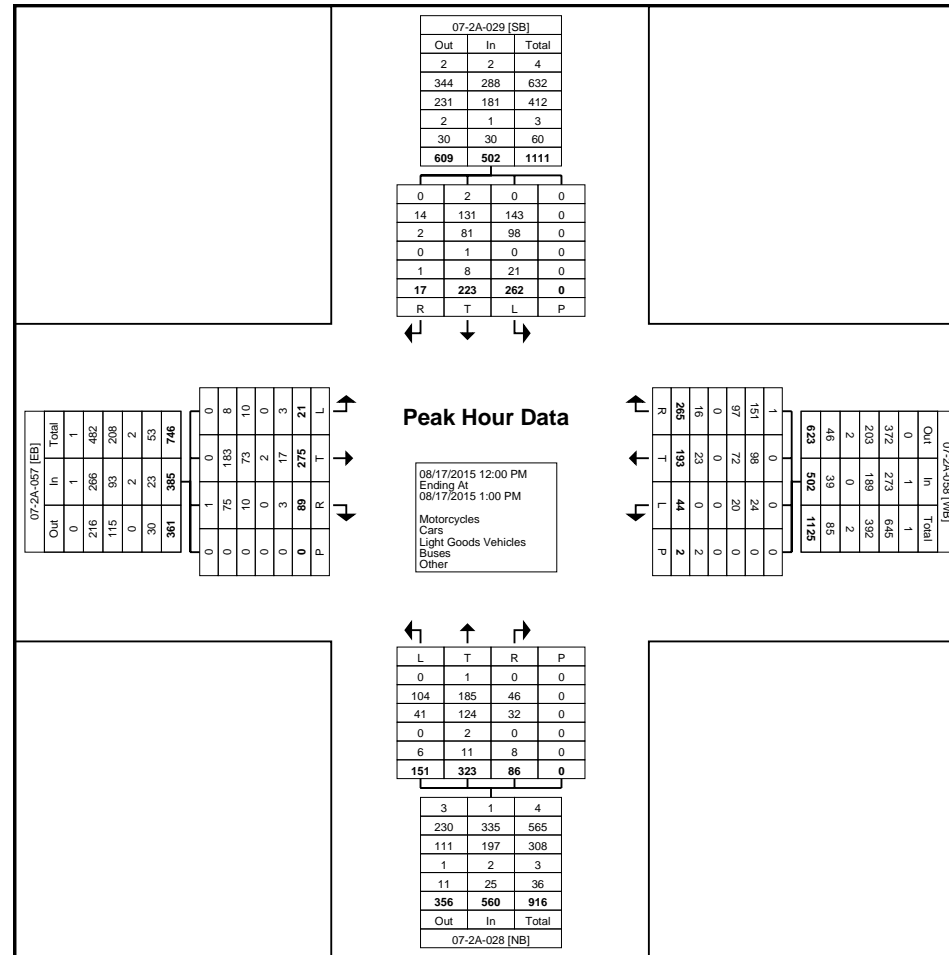 07-2A-029 [SB]
Out In Total
2 2 4
344 288 632
231 181 412
2 1 3
30 30 60
609 502 1111
0 2 0 0
14 131 143 0
2 81 98 0
0 1 0 0
1 8 21 0
17 223 262 0
R T L P
07-2A-057 [EB]
Out In Total
0 1 1
216 266 482
115 93 208
0 2 2
30 23 53
361 385 746
0 1 0 0
0 75 183 8
0 10 73 10
0 0 2 0
0 3 17 3
0 89 275 21
P R T L
Peak Hour Data
08/17/2015 12:00 PM
Ending At
08/17/2015 1:00 PM
Motorcycles
Cars
Light Goods Vehicles
Buses
Other
07-2A-058 [WB]
Out In Total
0 1 1
372 273 645
203 189 392
2 0 2
46 39 85
623 502 1125
1 0 0 0
151 98 24 0
97 72 20 0
0 0 0 0
16 23 0 2
265 193 44 2
R T L P
L T R P
0 1 0 0
104 185 46 0
41 124 32 0
0 2 0 0
6 11 8 0
151 323 86 0
3 1 4
230 335 565
111 197 308
1 2 3
11 25 36
356 560 916
Out In Total
07-2A-028 [NB]